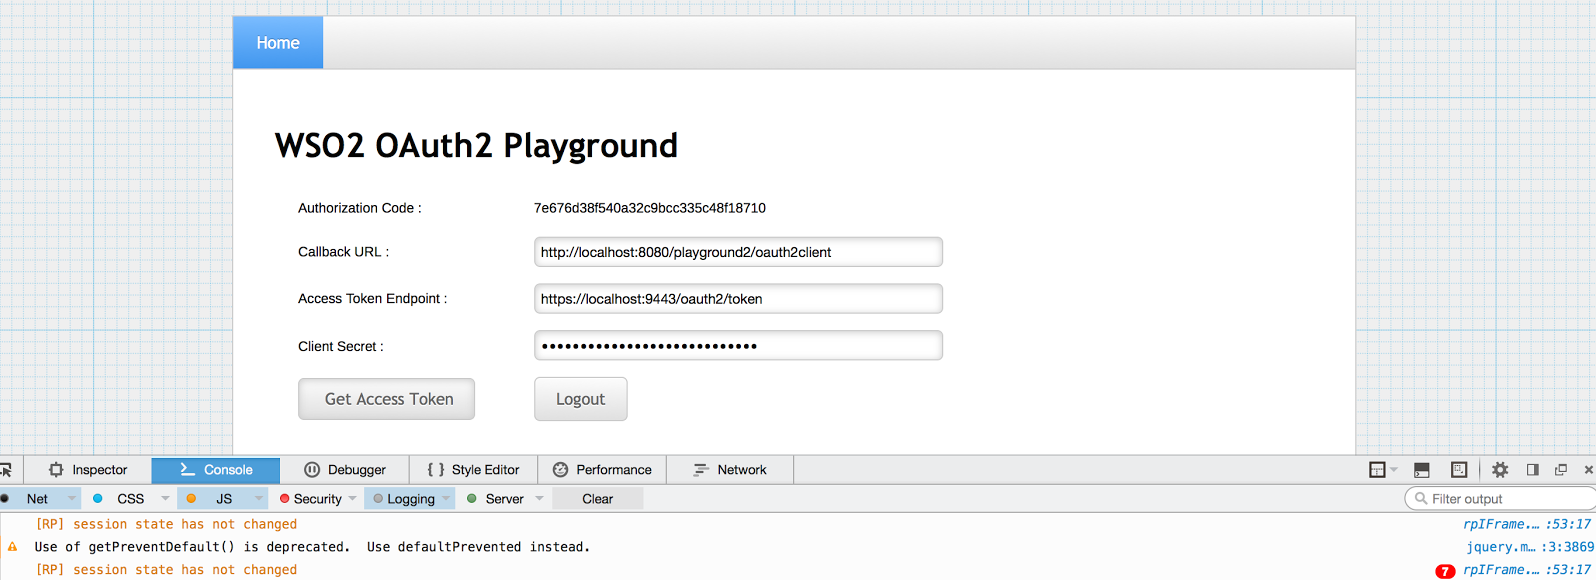 Home
WSO2 OAuth2 Playground
Authorization Code : 7e676d38f540a32c9bcc335c48f18710
Callback URL : http://localhost:8080/playground2/oauth2client
Access Token Endpoint : https://localhost:9443/oauth2/token
Client Secret : ••••••••••••••••••••••••••••
Get Access Token Logout
Inspector Console Debugger { } Style Editor Performance Network
Net CSS JS Security Logging Server Clear Filter output
[RP] session state has not changed rpIFrame.… :53:17
Use of getPreventDefault() is deprecated.  Use defaultPrevented instead. jquery.m… :3:3869
[RP] session state has not changed 7 rpIFrame.… :53:17